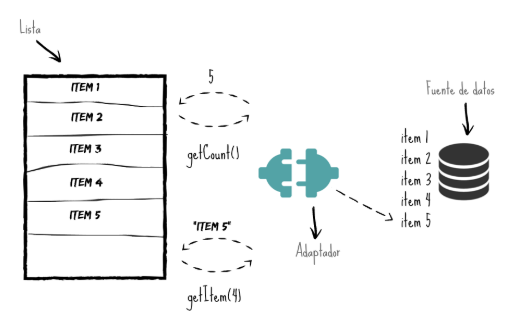 Lista
ITEM 1
ITEM 2
ITEM 3
ITEM 4
ITEM 5
5
getCount()
"ITEM 5"
getItem(4)
Adaptador
Fuente de datos
item 1
item 2
item 3
item 4
item 5